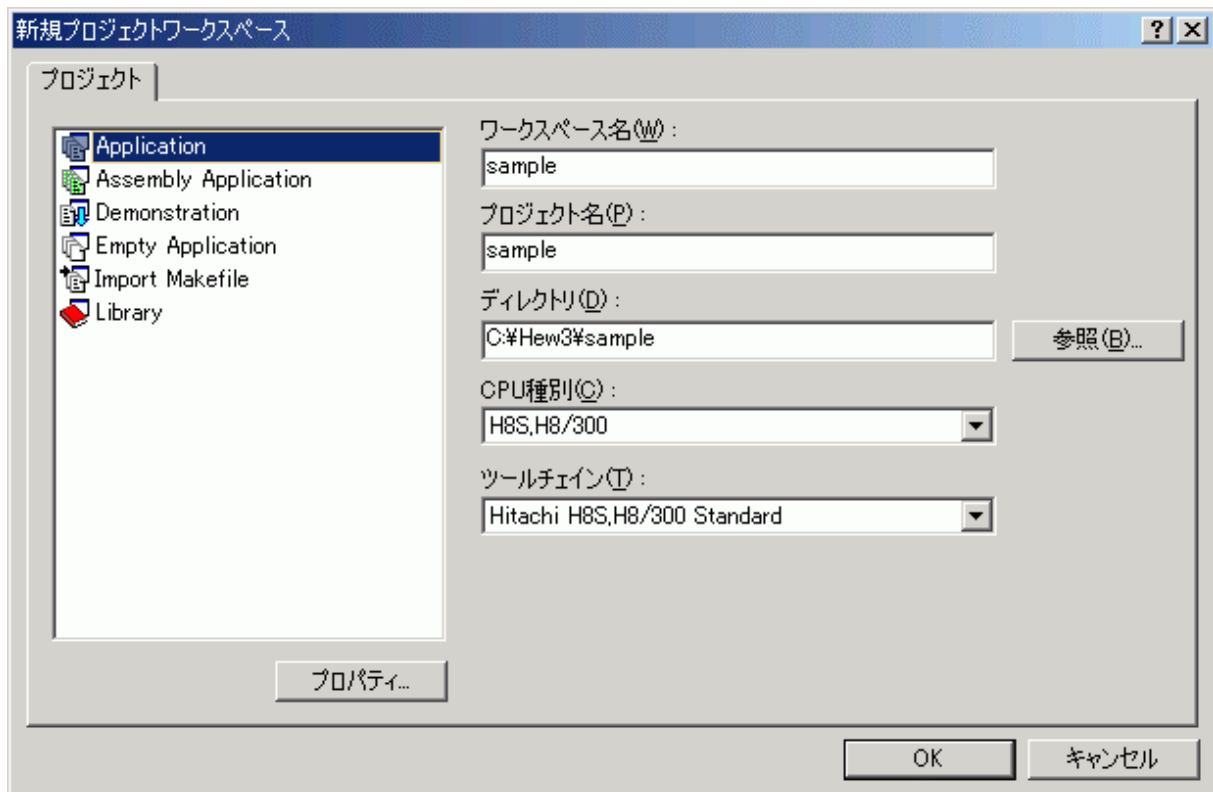 新規プロジェクトワークスペース
プロジェクト
Application
Assembly Application
Demonstration
Empty Application
Import Makefile
Library
プロパティ...
ワークスペース名(W):
sample
プロジェクト名(P):
sample
ディレクトリ(D):
C:¥Hew3¥sample
参照(B)...
CPU種別(C):
H8S,H8/300
ツールチェイン(T):
Hitachi H8S,H8/300 Standard
OK
キャンセル